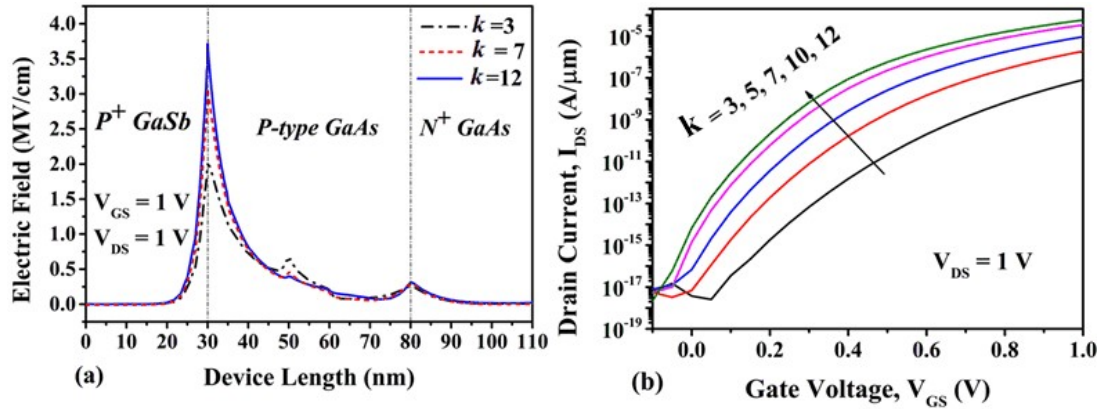 4.0
3.5
3.0
2.5
2.0
1.5
1.0
0.5
0.0
Electric Field (MV/cm)
k =3
k = 7
k =12
P+ GaSb
P-type GaAs
N+ GaAs
VGS = 1 V
VDS = 1 V
0 10 20 30 40 50 60 70 80 90 100 110
(a)
Device Length (nm)
10-5
10-7
10-9
10-11
10-13
10-15
10-17
10-19
Drain Current, IDS (A/μm)
k = 3, 5, 7, 10, 12
VDS = 1 V
0.0 0.2 0.4 0.6 0.8 1.0
(b)
Gate Voltage, VGS (V)